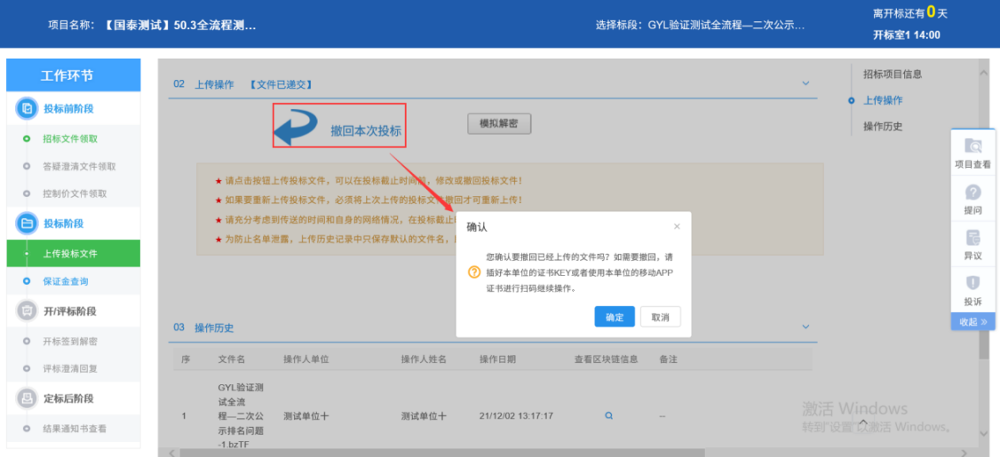 项目名称： 【国泰测试】50.3全流程测...
选择标段：GYL验证测试全流程—二次公示...
离开标还有0天
开标室1 14:00
工作环节
投标前阶段
招标文件领取
答疑澄清文件领取
控制价文件领取
投标阶段
上传投标文件
保证金查询
开/评标阶段
开标签到解密
评标澄清回复
定标后阶段
结果通知书查看
02 上传操作 【文件已递交】
撤回本次投标
模拟解密
★ 请点击按钮上传投标文件，可以在投标截止时间前，修改或撤回投标文件！
★ 如果要重新上传投标文件，必须将上次上传的投标文件撤回才可重新上传！
★ 请充分考虑到传送的时间和自身的网络情况，在投标截止
★ 为防止名单泄露，上传历史记录中只保存默认的文件名，
确认
×
您确认要撤回已经上传的文件吗？如需要撤回，请
插好本单位的证书KEY或者使用本单位的移动APP
证书进行扫码继续操作。
确定
取消
03 操作历史
序 文件名 操作人单位 操作人姓名 操作日期 查看区块链信息 备注
1 GYL验证测
试全流
程—二次公
示排名问题
-1.bzTF
测试单位十 测试单位十 21/12/02 13:17:17 --
招标项目信息
上传操作
操作历史
项目查看
提问
异议
投诉
收起 »
激活 Windows
转到"设置"以激活 Windows。